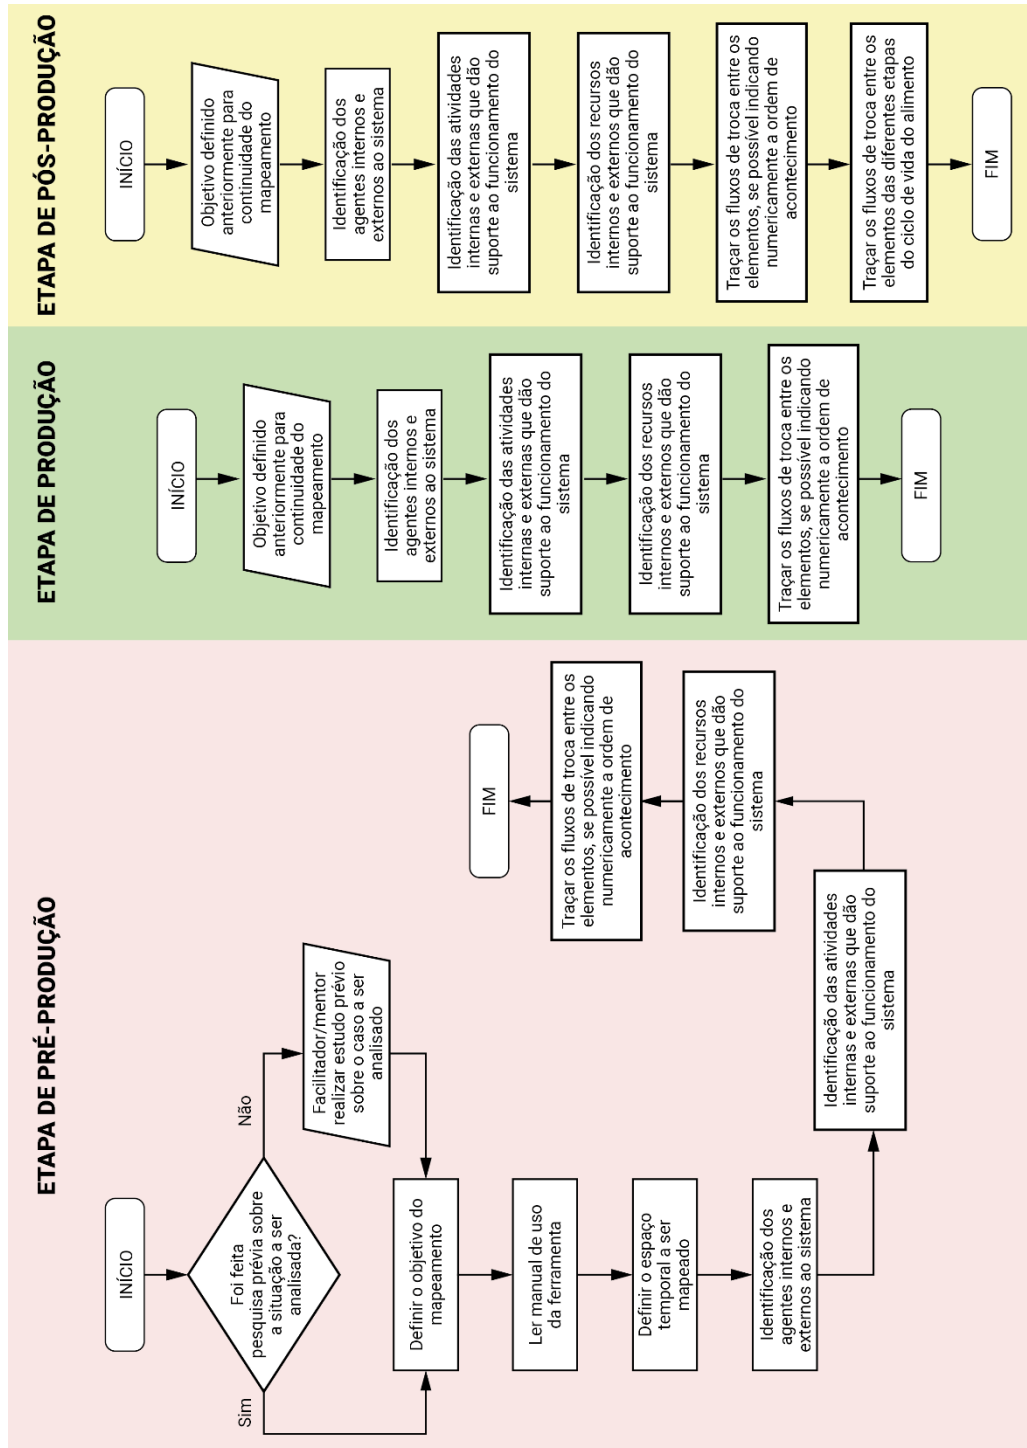 ETAPA DE PRÉ-PRODUÇÃO
INÍCIO
Foi feita
pesquisa prévia sobre
a situação a ser
analisada?
Sim
Não
Facilitador/mentor
realizar estudo prévio
sobre o caso a ser
analisado
Definir o objetivo do
mapeamento
Ler manual de uso
da ferramenta
Definir o espaço
temporal a ser
mapeado
Identificação dos
agentes internos e
externos ao sistema
Identificação das atividades
internas e externas que dão
suporte ao funcionamento do
sistema
Identificação dos recursos
internos e externos que dão
suporte ao funcionamento do
sistema
Traçar os fluxos de troca entre os
elementos, se possível indicando
numericamente a ordem de
acontecimento
FIM
ETAPA DE PRODUÇÃO
INÍCIO
Objetivo definido
anteriormente para
continuidade do
mapeamento
Identificação dos
agentes internos e
externos ao sistema
Identificação das atividades
internas e externas que dão
suporte ao funcionamento do
sistema
Identificação dos recursos
internos e externos que dão
suporte ao funcionamento do
sistema
Traçar os fluxos de troca entre os
elementos, se possível indicando
numericamente a ordem de
acontecimento
FIM
ETAPA DE PÓS-PRODUÇÃO
INÍCIO
Objetivo definido
anteriormente para
continuidade do
mapeamento
Identificação dos
agentes internos e
externos ao sistema
Identificação das atividades
internas e externas que dão
suporte ao funcionamento do
sistema
Identificação dos recursos
internos e externos que dão
suporte ao funcionamento do
sistema
Traçar os fluxos de troca entre os
elementos, se possível indicando
numericamente a ordem de
acontecimento
Traçar os fluxos de troca entre os
elementos das diferentes etapas
do ciclo de vida do alimento
FIM